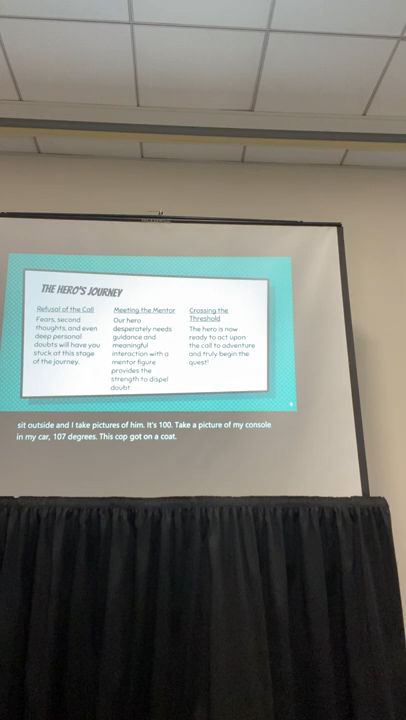 THE HERO'S JOURNEY
Refusal of the Call
Fears, second
thoughts, and even
deep personal
doubts will have you
stuck at this stage
of the journey.
Meeting the Mentor
Our hero
desperately needs
guidance and
meaningful
interaction with a
mentor figure
provides the
strength to dispel
doubt.
Crossing the
Threshold
The hero is now
ready to act upon
the call to adventure
and truly begin the
quest!
sit outside and I take pictures of him. It's 100. Take a picture of my console
in my car, 107 degrees. This cop got on a coat.